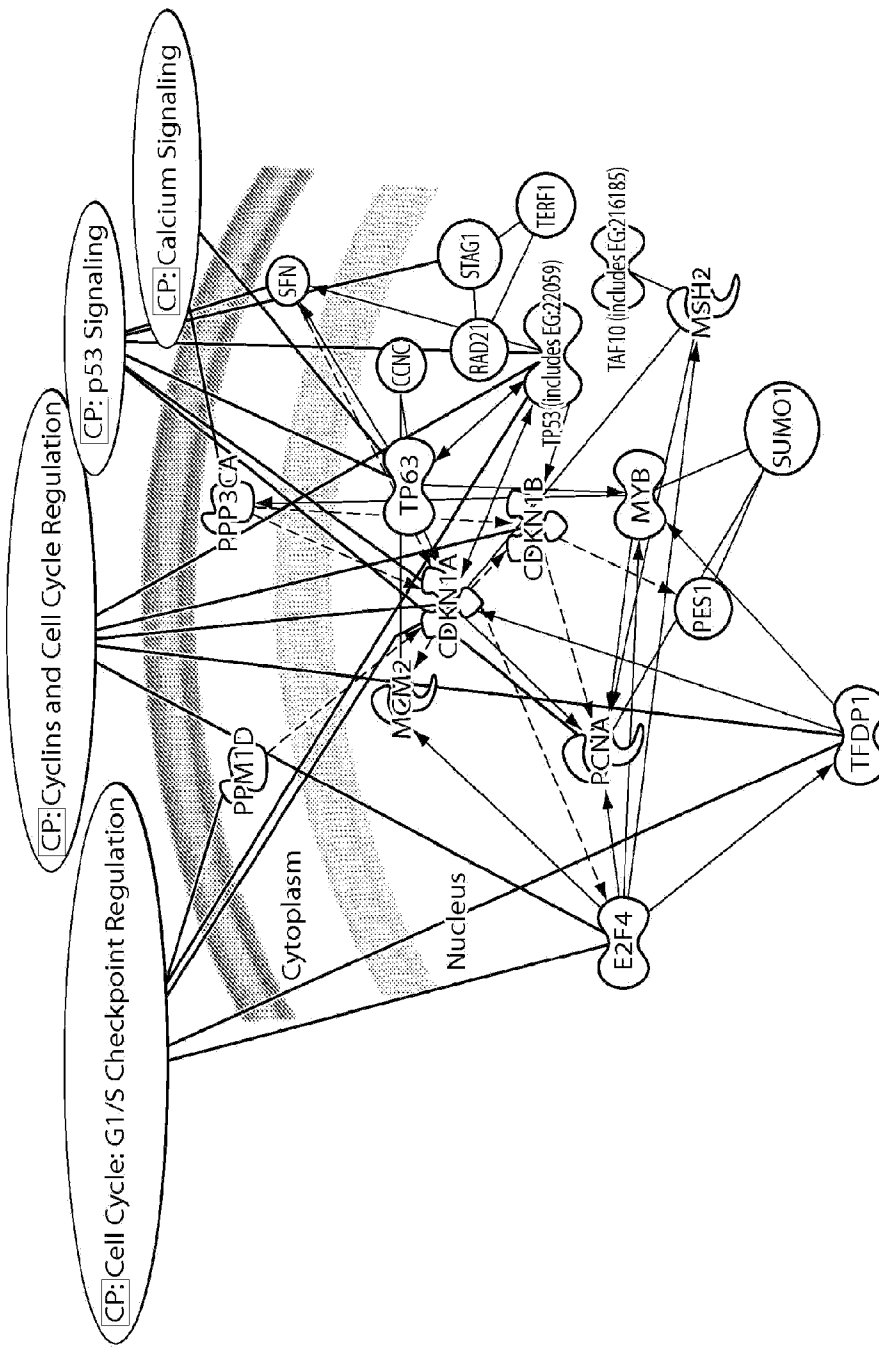 CP: Cell Cycle: G1/S Checkpoint Regulation
CP: Cyclins and Cell Cycle Regulation
CP: p53 Signaling
CP: Calcium Signaling
Cytoplasm
PPM1D
PPP3CA
SFN
Nucleus
MCM2
CDKN1A
TP63
CCNC
RAD21
STAG1
TERF1
CDKN1B
TP53 (includes EG:22059)
TAF10 (includes EG:216185)
E2F4
PCNA
MYB
MSH2
PES1
SUMO1
TFDP1